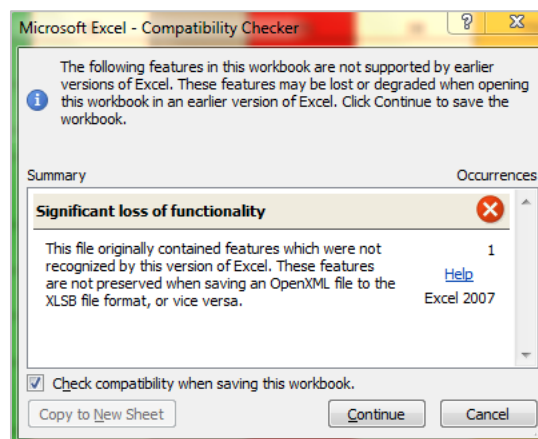 Microsoft Excel - Compatibility Checker
The following features in this workbook are not supported by earlier
versions of Excel. These features may be lost or degraded when opening
this workbook in an earlier version of Excel. Click Continue to save the
workbook.
Summary Occurrences
Significant loss of functionality
This file originally contained features which were not 1
recognized by this version of Excel. These features Help
are not preserved when saving an OpenXML file to the Excel 2007
XLSB file format, or vice versa.
Check compatibility when saving this workbook.
Copy to New Sheet Continue Cancel